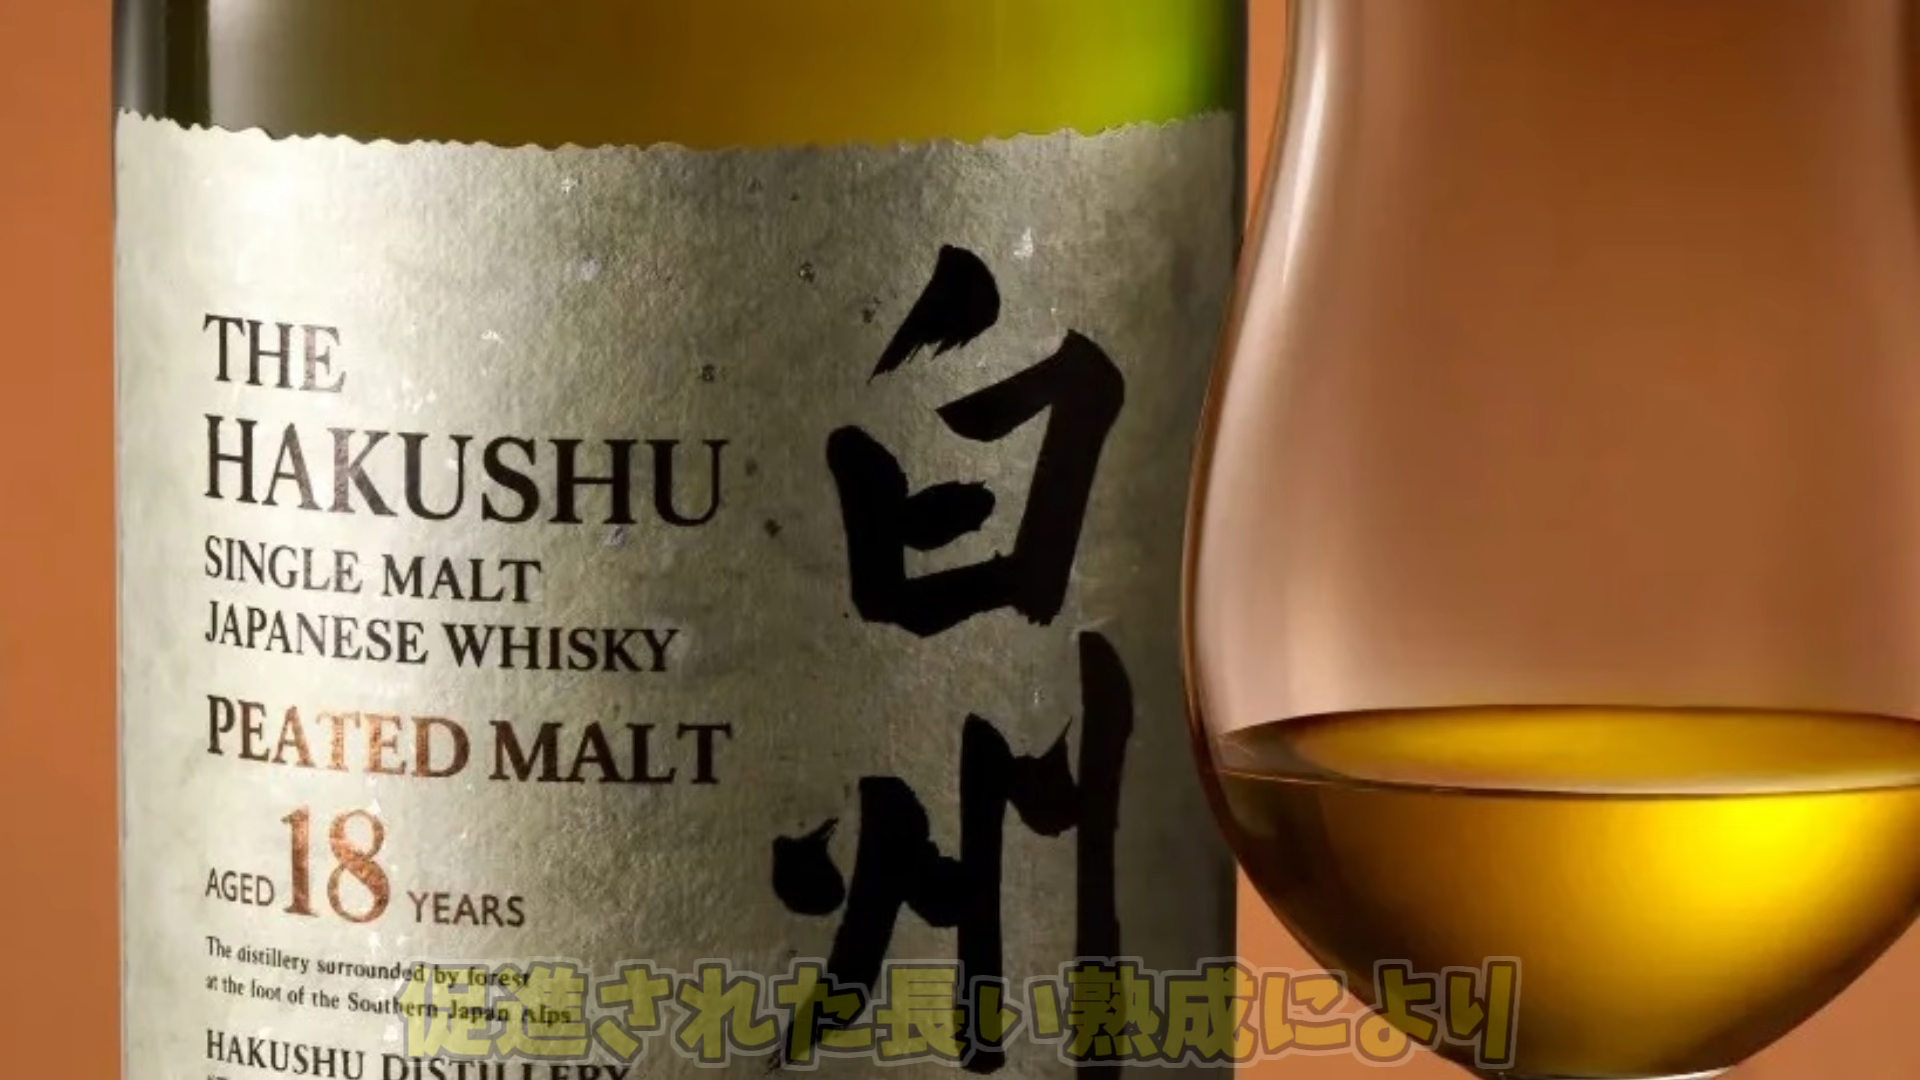 THE
HAKUSHU
SINGLE MALT
JAPANESE WHISKY
PEATED MALT
AGED 18 YEARS
The distillery surrounded by forest
at the foot of the Southern Japan Alps
HAKUSHU DISTILLERY
白州
促進された長い熟成により